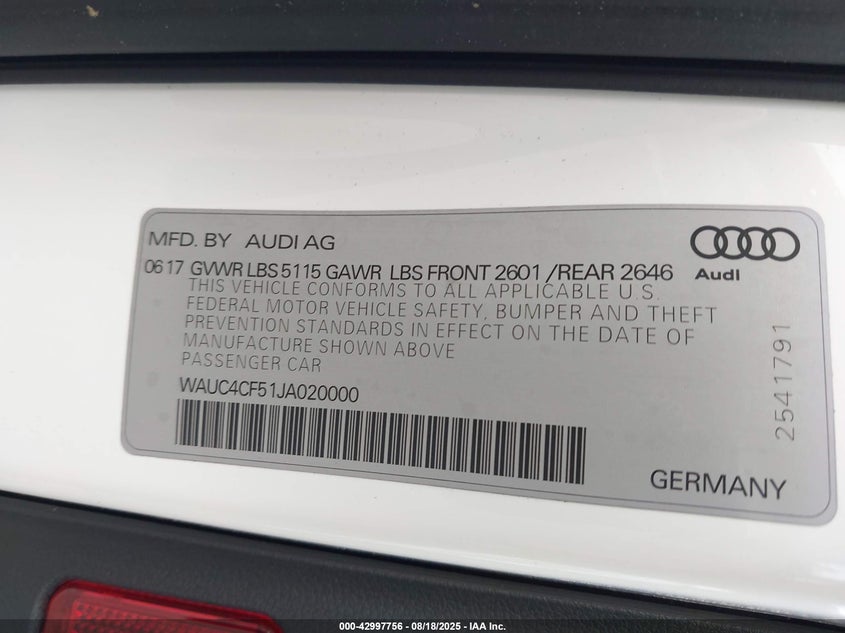 MFD. BY AUDI AG
Audi
0617 GVWR LBS 5115 GAWR LBS FRONT 2601 /REAR 2646
THIS VEHICLE CONFORMS TO ALL APPLICABLE U.S.
FEDERAL MOTOR VEHICLE SAFETY, BUMPER AND THEFT
PREVENTION STANDARDS IN EFFECT ON THE DATE OF
MANUFACTURE SHOWN ABOVE
PASSENGER CAR
WAUC4CF51JA020000
2541791
GERMANY
000-42997756 - 08/18/2025 - IAA Inc.